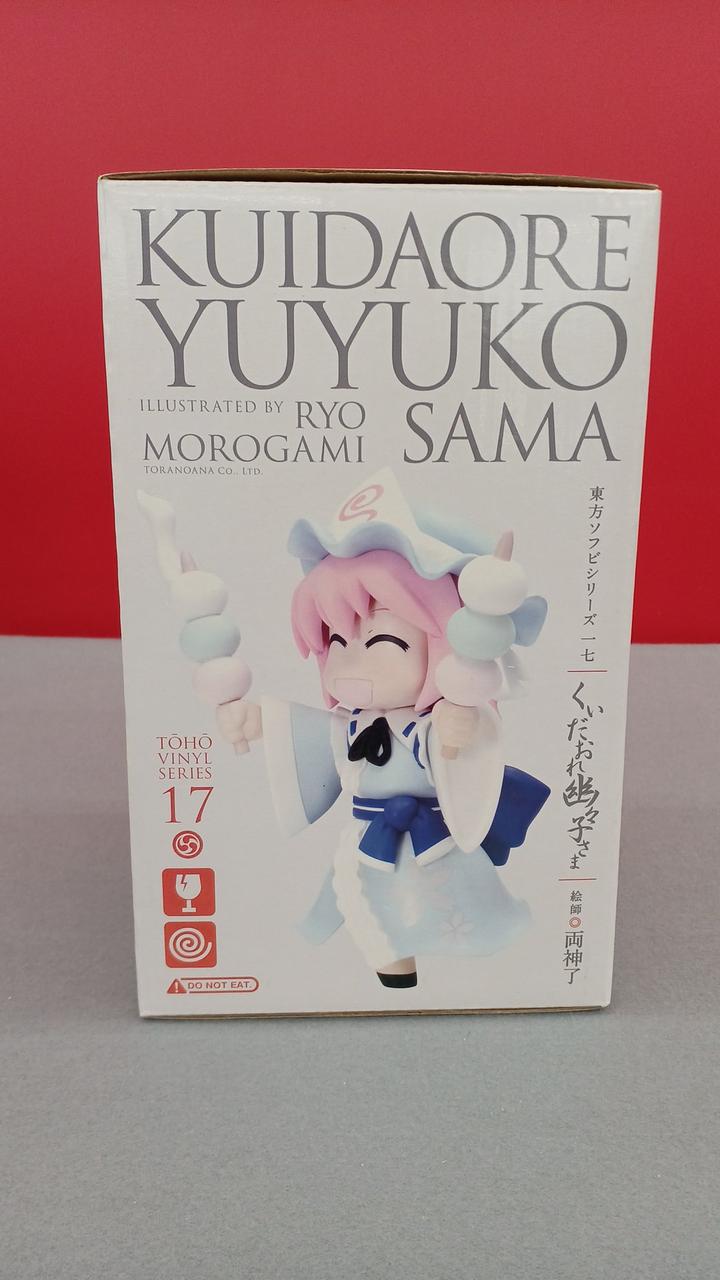 KUIDAORE
YUYUKO
SAMA
ILLUSTRATED BY RYO
MOROGAMI
TORANOANA CO., LTD.
東方ソフビシリーズ 一七
くいだおれ幽々子さま
絵師◎両神了
TŌHŌ
VINYL
SERIES
17
DO NOT EAT.